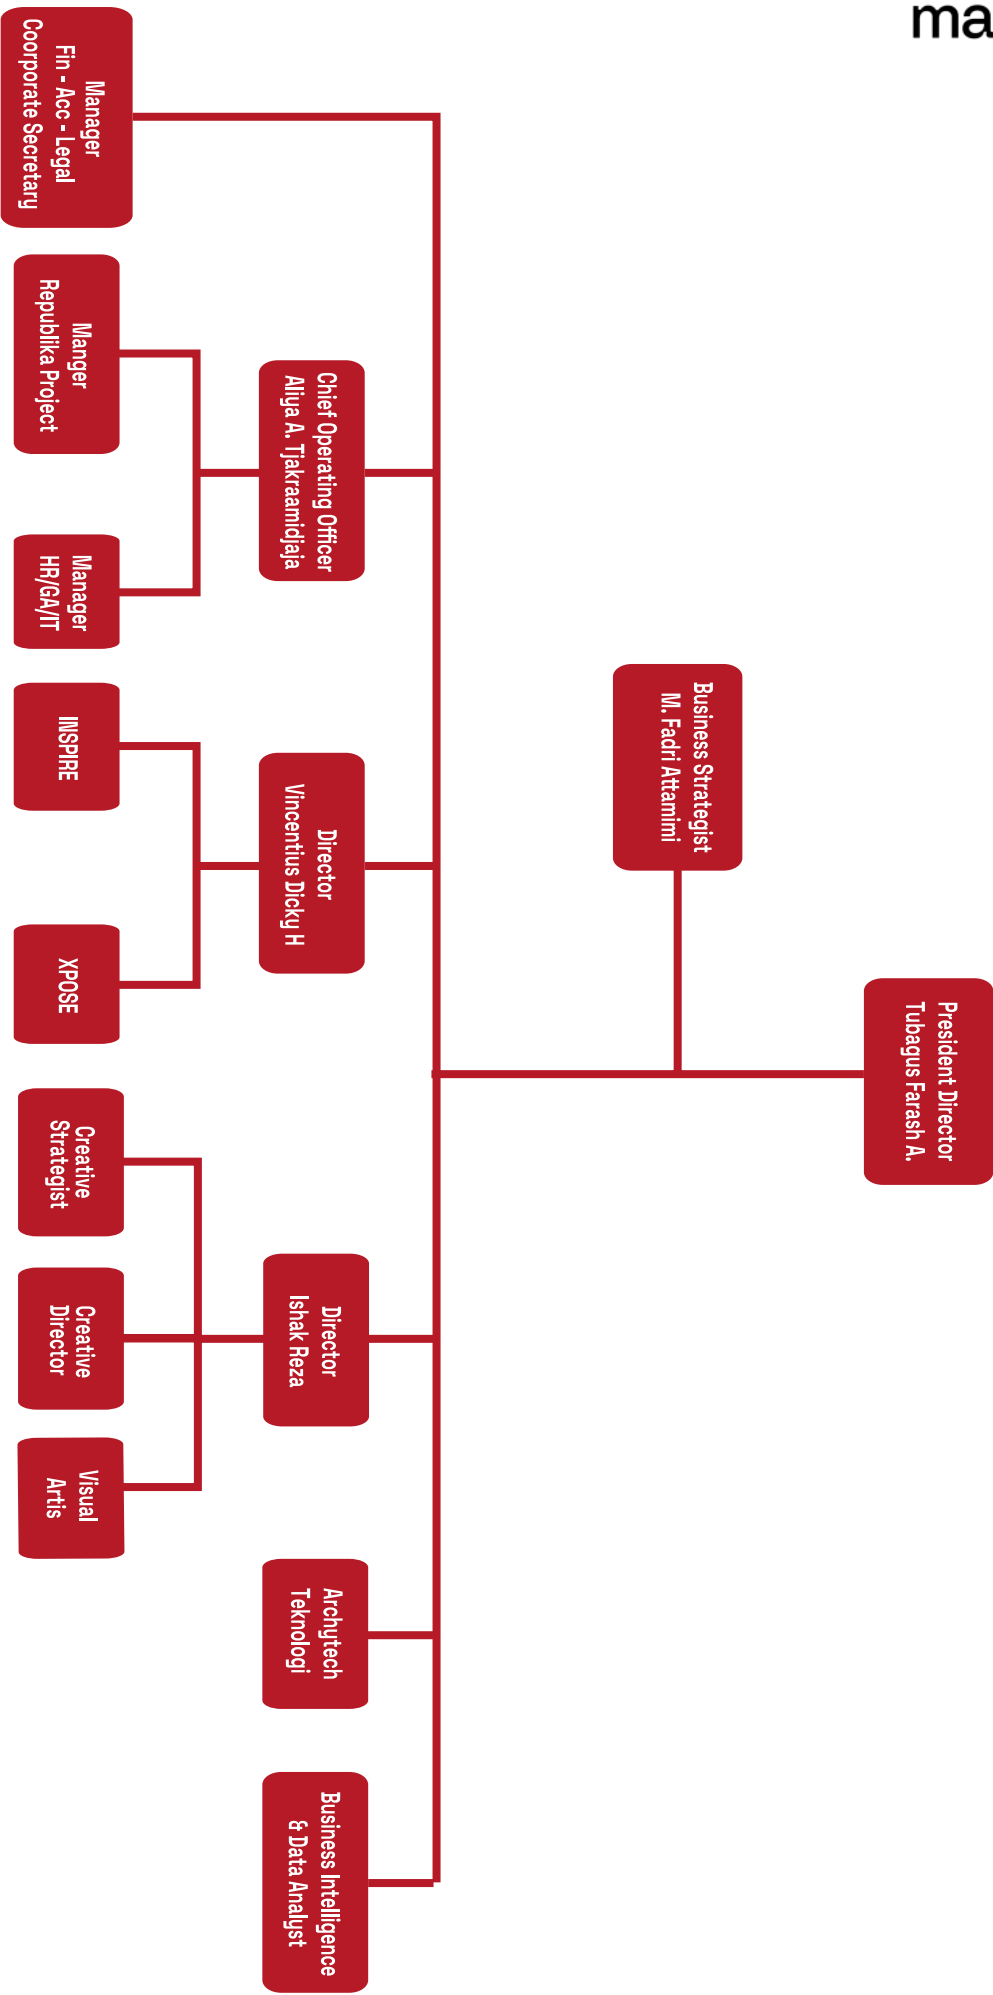 ma
President Director
Tubagus Farash A.
Business Strategist
M. Fadri Attamimi
Chief Operating Officer
Aliya A. Tjakraamidjaja
Director
Vincentius Dicky H
Director
Ishak Reza
Archytech
Teknologi
Business Intelligence
& Data Analyst
Manager
Fin - Acc - Legal
Coorporate Secretary
Manger
Republika Project
Manager
HR/GA/IT
INSPIRE
XPOSE
Creative
Strategist
Creative
Director
Visual
Artis